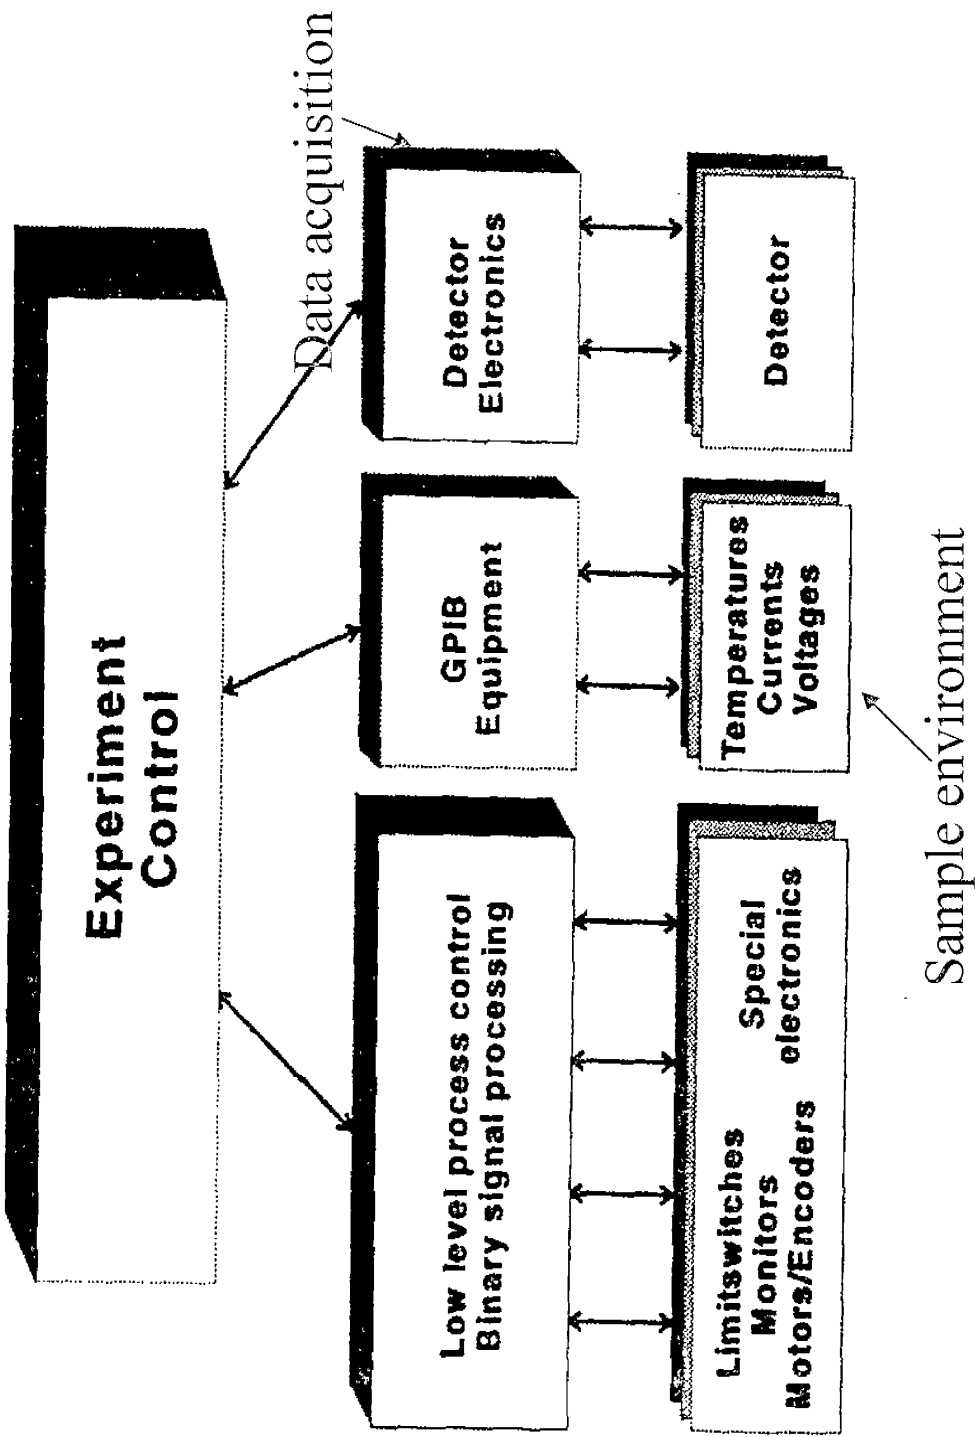 Experiment
Control
Data acquisition
Low level process control
Binary signal processing
GPIB
Equipment
Detector
Electronics
Limitswitches
Monitors
Motors/Encoders
Special
electronics
Temperatures
Currents
Voltages
Detector
Sample environment